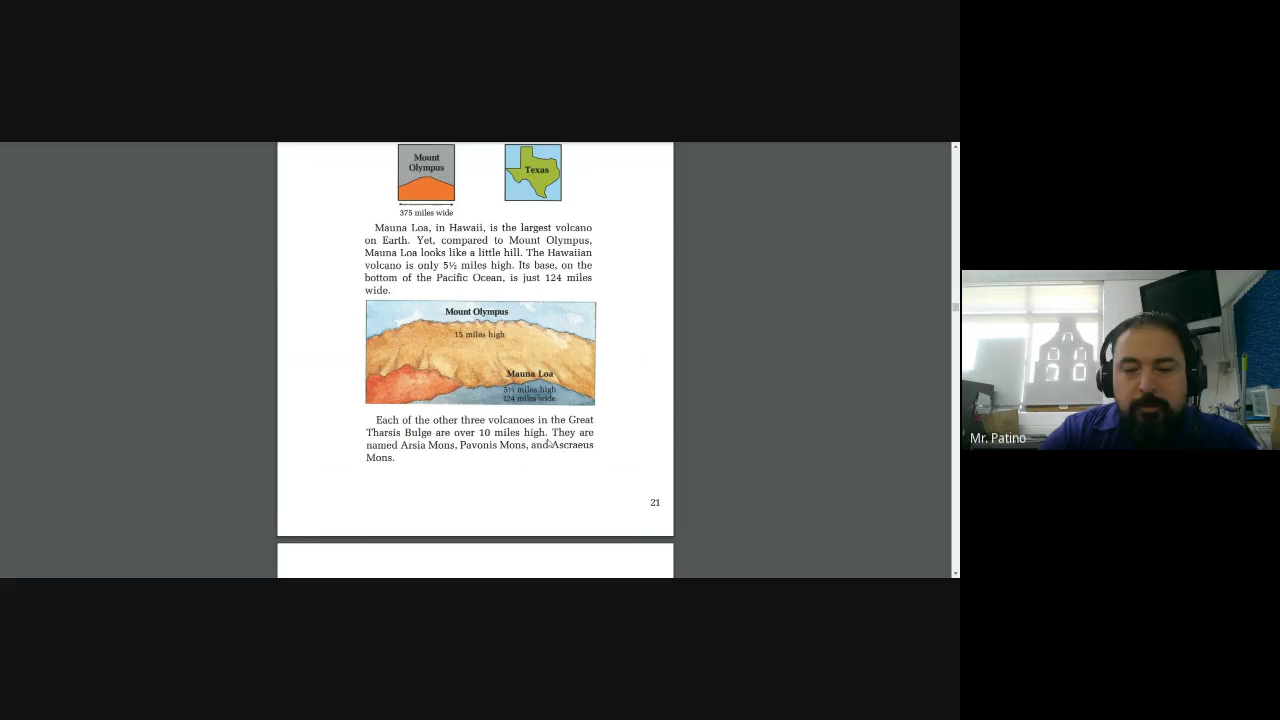 Mount
Olympus
Texas
375 miles wide
Mauna Loa, in Hawaii, is the largest volcano
on Earth. Yet, compared to Mount Olympus,
Mauna Loa looks like a little hill. The Hawaiian
volcano is only 5½ miles high. Its base, on the
bottom of the Pacific Ocean, is just 124 miles
wide.
Mount Olympus
15 miles high
Mauna Loa
5½ miles high
124 miles wide
Each of the other three volcanoes in the Great
Tharsis Bulge are over 10 miles high. They are
named Arsia Mons, Pavonis Mons, and Ascraeus
Mons.
21
Mr. Patino